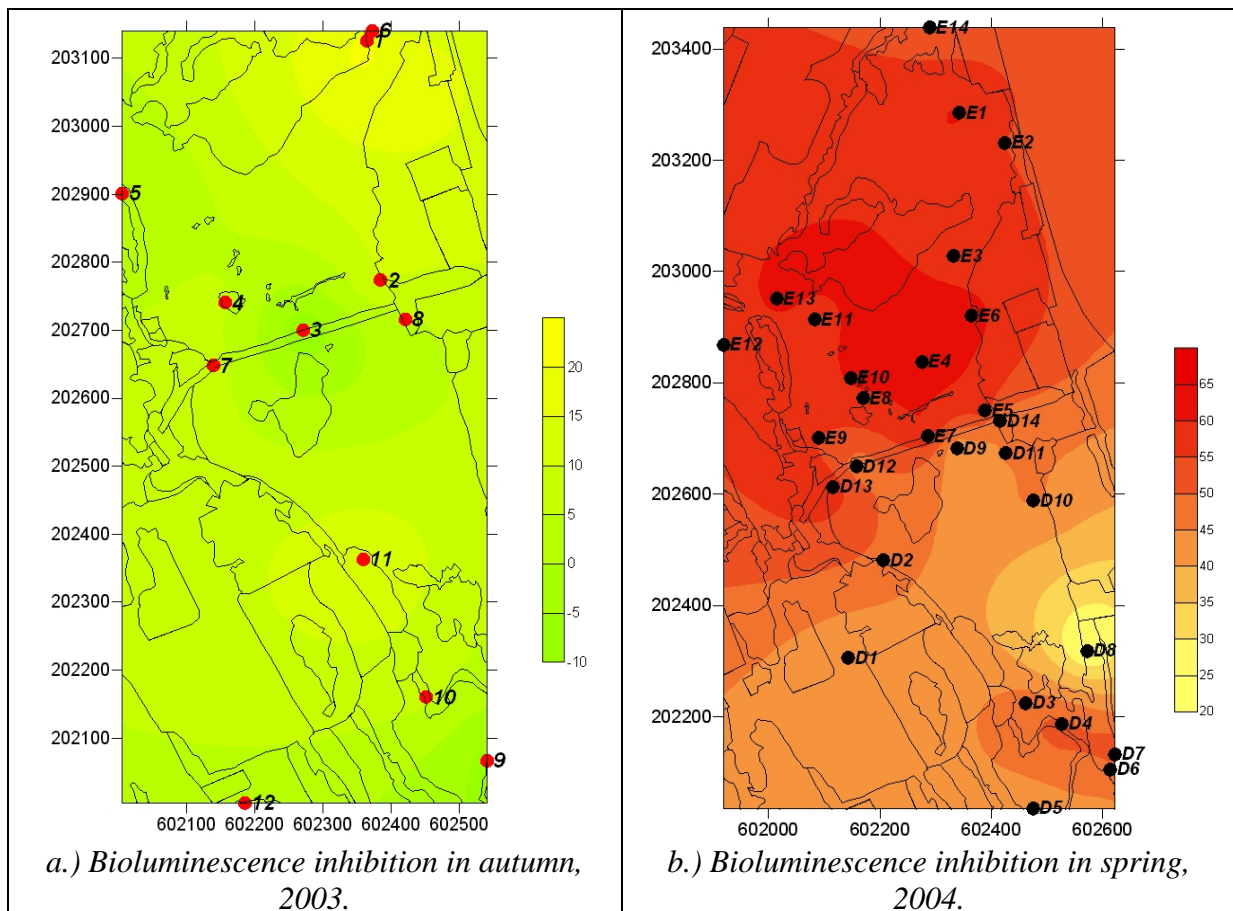 203100
203000
202900
202800
202700
202600
202500
202400
202300
202200
202100
602100 602200 602300 602400 602500
6
1
5
2
4
8
3
7
11
10
9
12
20
15
10
5
0
-5
-10
a.) Bioluminescence inhibition in autumn,
2003.
203400
203200
203000
202800
202600
202400
202200
602000 602200 602400 602600
E14
E1
E2
E3
E13
E11
E6
E12
E4
E10
E8
E5
D14
E9
E7
D9
D11
D12
D13
D10
D2
D8
D1
D3
D4
D7
D6
D5
65
60
55
50
45
40
35
30
25
20
b.) Bioluminescence inhibition in spring,
2004.